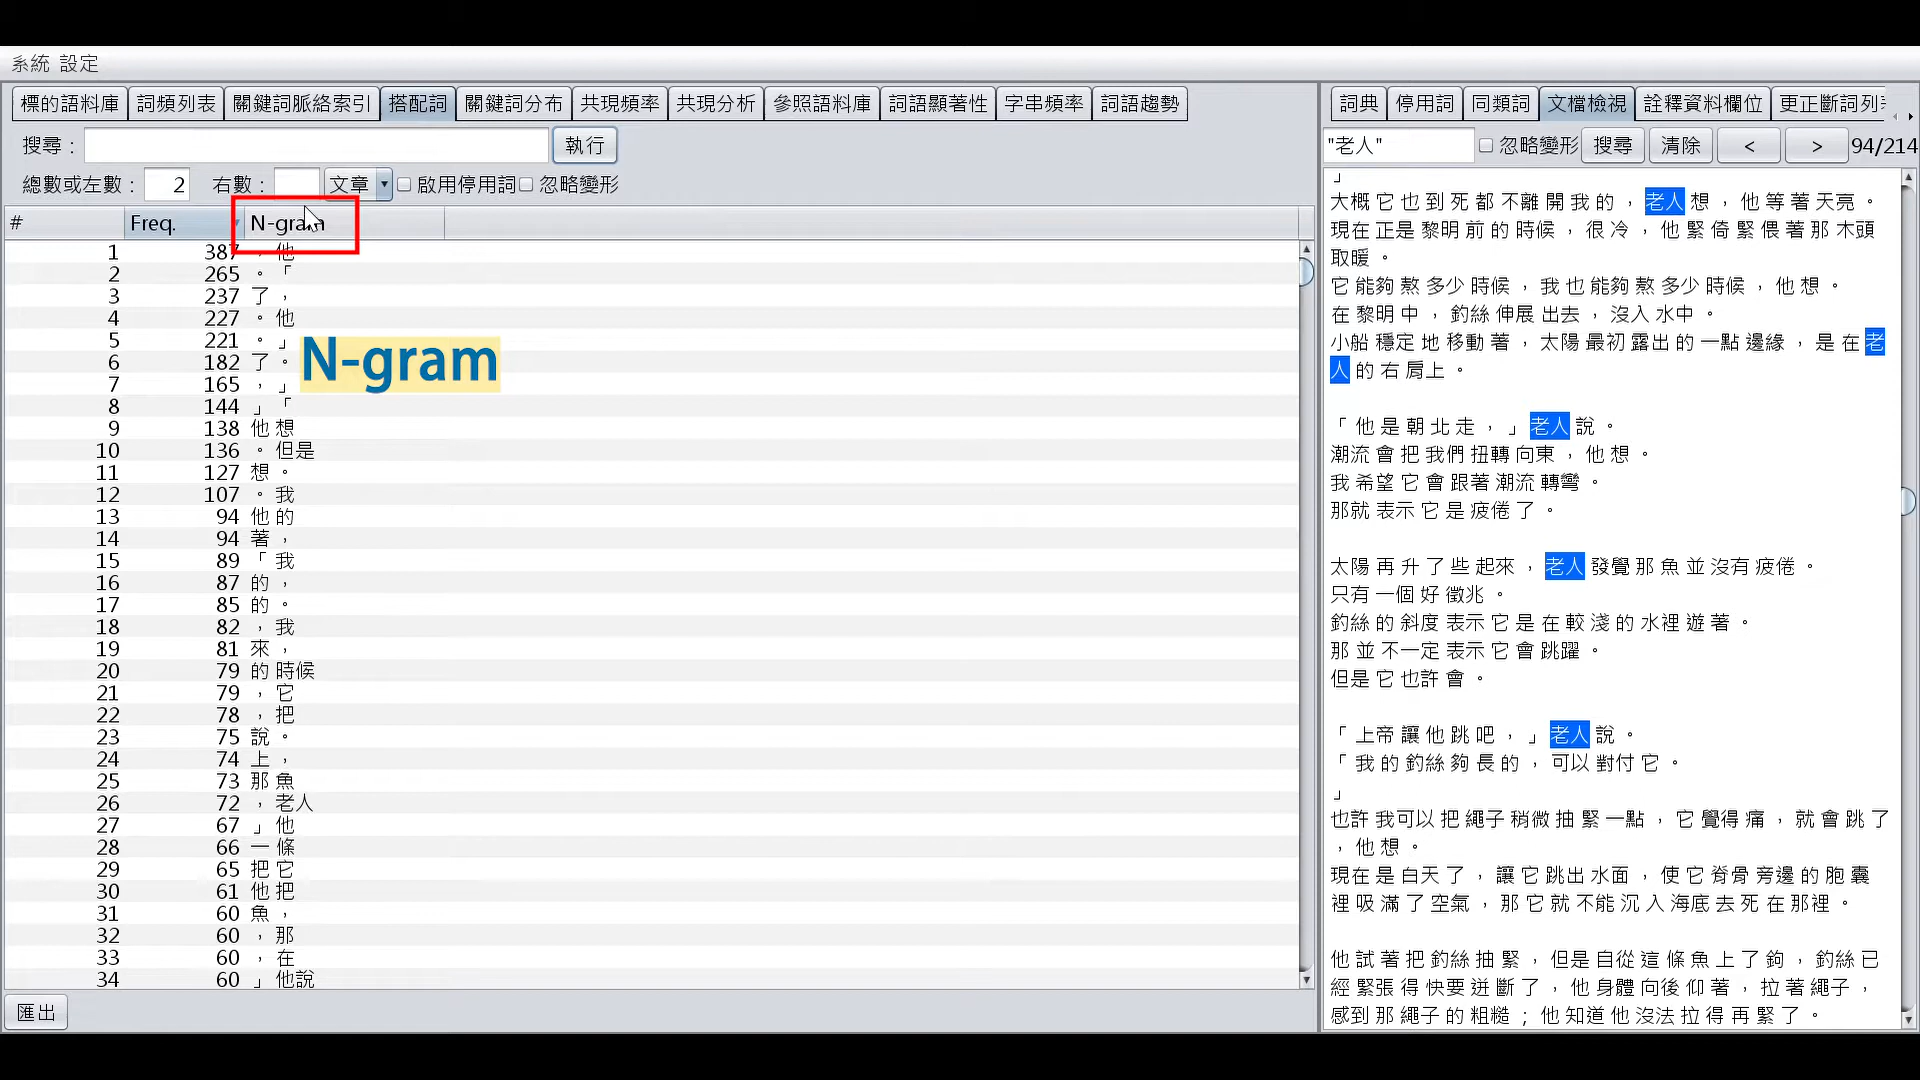 系統 設定
標的語料庫 詞頻列表 關鍵詞脈絡索引 搭配詞 關鍵詞分布 共現頻率 共現分析 參照語料庫 詞語顯著性 字串頻率 詞語趨勢
搜尋： 執行
總數或左數： 2 右數： 文章 啟用停用詞 忽略變形
# Freq. N-gram
1 387 ，他
2 265 。「
3 237 了，
4 227 。他
5 221 。」
6 182 了。
7 165 ，」
8 144 」「
9 138 他 想
10 136 。但是
11 127 想。
12 107 。我
13 94 他 的
14 94 著，
15 89 「我
16 87 的，
17 85 的。
18 82 ，我
19 81 來，
20 79 的 時候
21 79 ，它
22 78 ，把
23 75 說。
24 74 上，
25 73 那 魚
26 72 ，老人
27 67 」他
28 66 一 條
29 65 把 它
30 61 他 把
31 60 魚，
32 60 ，那
33 60 ，在
34 60 」他說
N-gram
匯出
詞典 停用詞 同類詞 文檔檢視 詮釋資料欄位 更正斷詞列
"老人" 忽略變形 搜尋 清除 < > 94/214
」
大概 它 也 到 死 都 不離 開 我 的 ， 老人 想 ， 他 等 著 天亮 。
現在 正是 黎明 前 的 時候 ， 很 冷 ， 他 緊 倚 緊 偎 著 那 木頭
取暖 。
它 能夠 熬 多少 時候 ， 我 也 能夠 熬 多少 時候 ， 他 想 。
在 黎明 中 ， 釣絲 伸展 出去 ， 沒入 水中 。
小船 穩定 地 移動 著 ， 太陽 最初 露出 的 一點 邊緣 ， 是 在 老
人 的 右 肩上 。
「 他 是 朝 北 走 ， 」 老人 說 。
潮流 會 把 我們 扭轉 向東 ， 他 想 。
我 希望 它 會 跟著 潮流 轉彎 。
那就 表示 它 是 疲倦 了 。
太陽 再 升 了 些 起來 ， 老人 發覺 那 魚 並 沒有 疲倦 。
只有 一個 好 徵兆 。
釣絲 的 斜度 表示 它 是 在 較 淺 的 水裡 遊 著 。
那 並 不一定 表示 它 會 跳躍 。
但是 它 也許 會 。
「 上帝 讓 他 跳 吧 ， 」 老人 說 。
「 我 的 釣絲 夠 長 的 ， 可以 對付 它 。
」
也許 我可以 把 繩子 稍微 抽 緊 一點 ， 它 覺得 痛 ， 就 會 跳 了
， 他 想 。
現在 是 白天 了 ， 讓 它 跳出 水面 ， 使 它 脊骨 旁邊 的 胞 囊
裡 吸 滿 了 空氣 ， 那 它 就 不能 沉 入 海底 去 死 在 那裡 。
他 試 著 把 釣絲 抽 緊 ， 但是 自從 這 條 魚 上 了 鉤 ， 釣絲 已
經 緊張 得 快要 迸 斷 了 ， 他 身體 向後 仰 著 ， 拉 著 繩子 ，
感到 那 繩子 的 粗糙 ； 他 知道 他 沒法 拉 得 再 緊 了 。